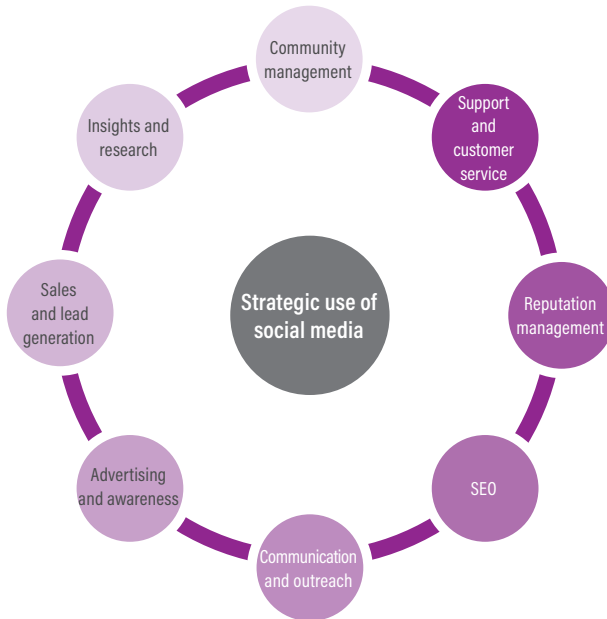 Community
management
Support
and
customer
service
Reputation
management
SEO
Communication
and outreach
Advertising
and awareness
Sales
and lead
generation
Insights and
research
Strategic use of
social media